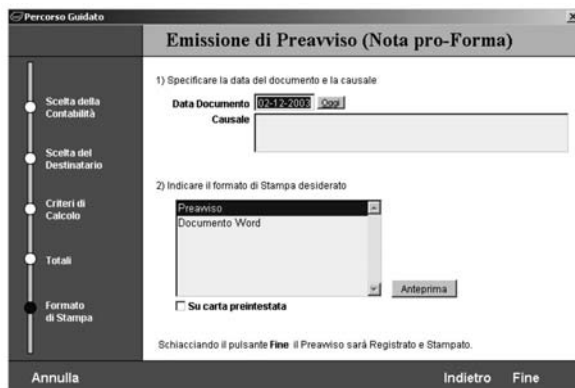 Percorso Guidato
Emissione di Preavviso (Nota pro-Forma)
Scelta della
Contabilità
Scelta del
Destinatario
Criteri di
Calcolo
Totali
Formato
di Stampa
1) Specificare la data del documento e la causale
Data Documento 02-12-2003 Oggi
Causale
2) Indicare il formato di Stampa desiderato
Preavviso
Documento Word
Anteprima
Su carta preintestata
Schiacciando il pulsante Fine il Preavviso sarà Registrato e Stampato.
Annulla Indietro Fine